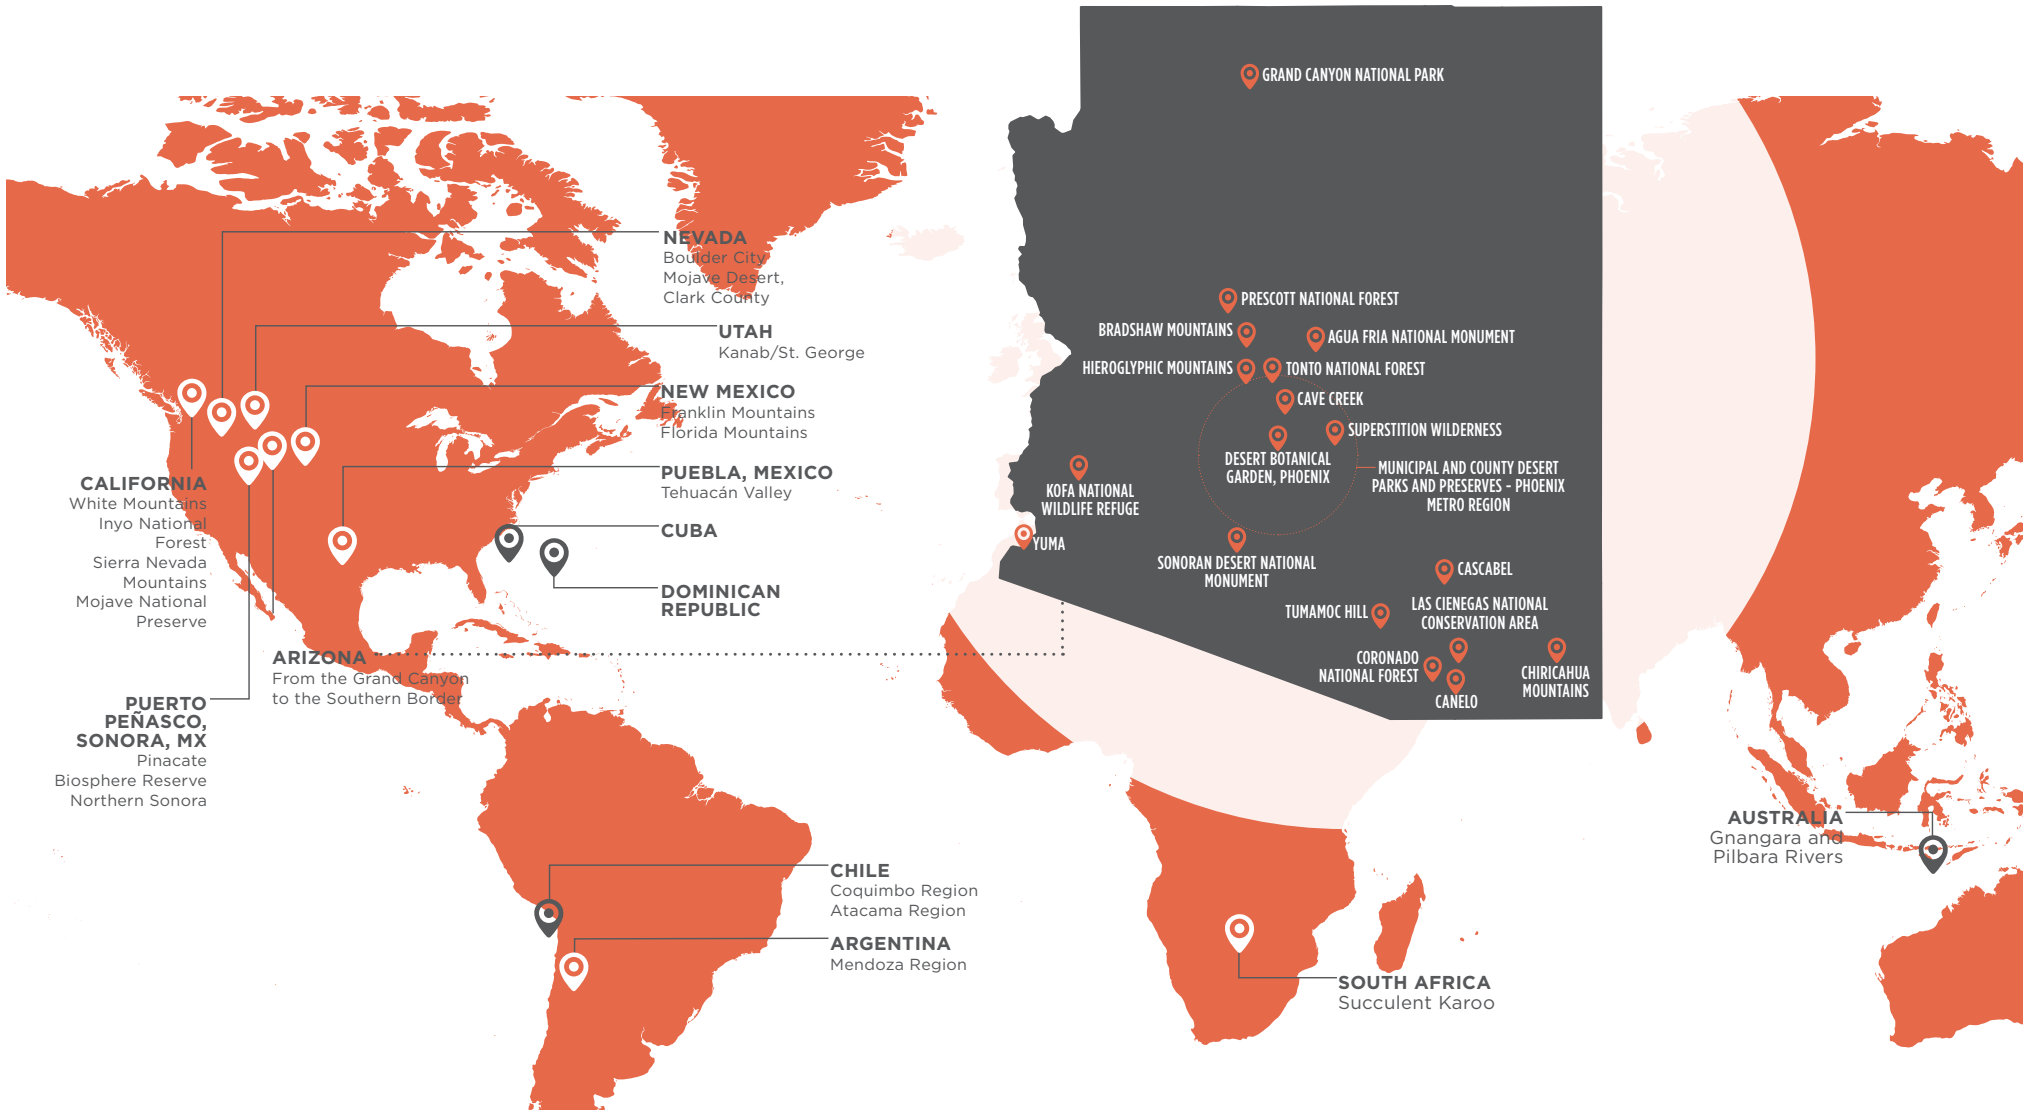 GRAND CANYON NATIONAL PARK
NEVADA
Boulder City
Mojave Desert,
Clark County
UTAH
Kanab/St. George
NEW MEXICO
Franklin Mountains
Florida Mountains
PUEBLA, MEXICO
Tehuacán Valley
CUBA
DOMINICAN
REPUBLIC
CALIFORNIA
White Mountains
Inyo National
Forest
Sierra Nevada
Mountains
Mojave National
Preserve
ARIZONA
From the Grand Canyon
to the Southern Border
PUERTO
PEÑASCO,
SONORA, MX
Pinacate
Biosphere Reserve
Northern Sonora
CHILE
Coquimbo Region
Atacama Region
ARGENTINA
Mendoza Region
PRESCOTT NATIONAL FOREST
BRADSHAW MOUNTAINS
AGUA FRIA NATIONAL MONUMENT
HIEROGLYPHIC MOUNTAINS
TONTO NATIONAL FOREST
CAVE CREEK
SUPERSTITION WILDERNESS
DESERT BOTANICAL
GARDEN, PHOENIX
MUNICIPAL AND COUNTY DESERT
PARKS AND PRESERVES - PHOENIX
METRO REGION
KOFA NATIONAL
WILDLIFE REFUGE
YUMA
SONORAN DESERT NATIONAL
MONUMENT
CASCABEL
TUMAMOC HILL
LAS CIENEGAS NATIONAL
CONSERVATION AREA
CORONADO
NATIONAL FOREST
CANELO
CHIRICAHUA
MOUNTAINS
SOUTH AFRICA
Succulent Karoo
AUSTRALIA
Gnangara and
Pilbara Rivers